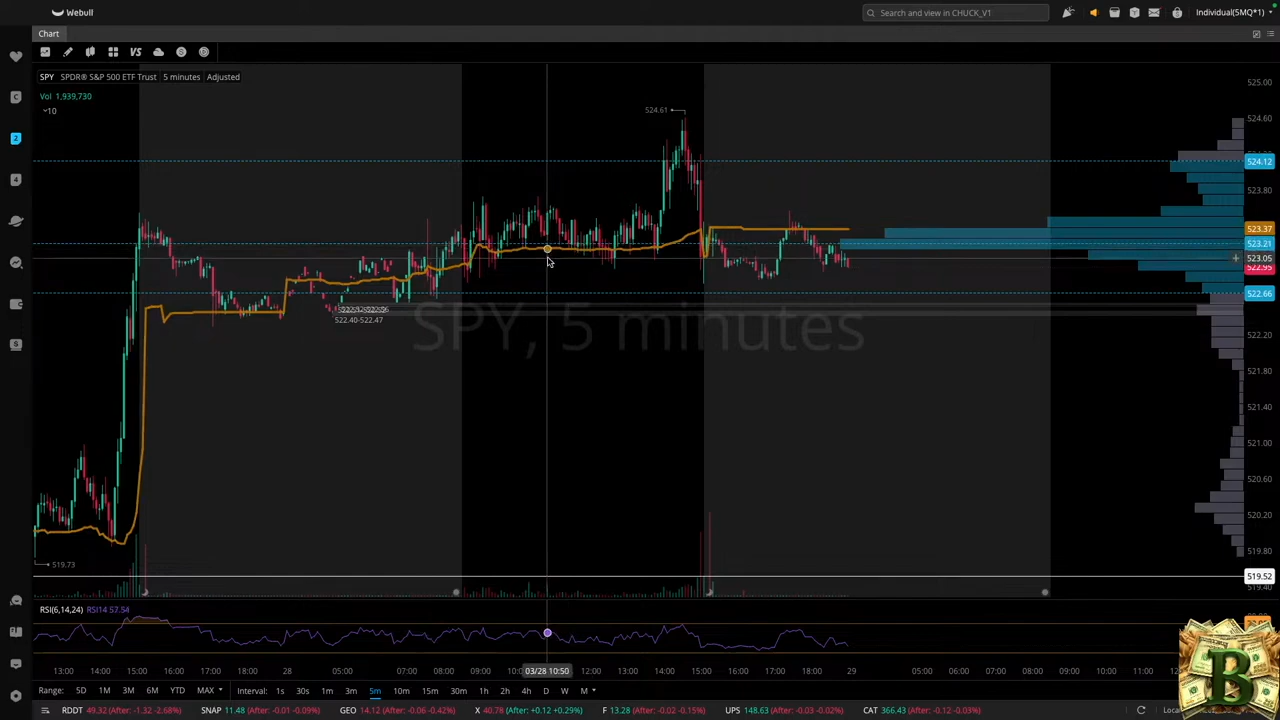 Webull
Search and view in CHUCK_V1
Individual(5MQ*1)
Chart
VS
SPY SPDR® S&P 500 ETF Trust 5 minutes Adjusted
Vol 1,939,730
10
525.00
524.61
524.60
524.12
523.80
523.37
523.21
523.05
522.95
522.66
522.40-522.47
SPY, 5 minutes
522.20
521.80
521.40
521.00
520.60
520.20
519.80
519.73
519.52
519.40
RSI(6,14,24) RSI14 57.54
13:00 14:00 15:00 16:00 17:00 18:00 28 05:00 07:00 08:00 09:00 03/28 10:50 12:00 13:00 14:00 15:00 16:00 17:00 18:00 29 05:00 06:00 07:00 08:00 09:00 10:00 11:00
Range: 5D 1M 3M 6M YTD MAX Interval: 1s 30s 1m 3m 5m 10m 15m 30m 1h 2h 4h D W M
RDDT 49.32 (After: -1.32 -2.68%) SNAP 11.48 (After: -0.01 -0.09%) GEO 14.12 (After: -0.06 -0.42%) X 40.78 (After: +0.12 +0.29%) F 13.28 (After: -0.02 -0.15%) UPS 148.63 (After: -0.03 -0.02%) CAT 366.43 (After: -0.12 -0.03%)
B